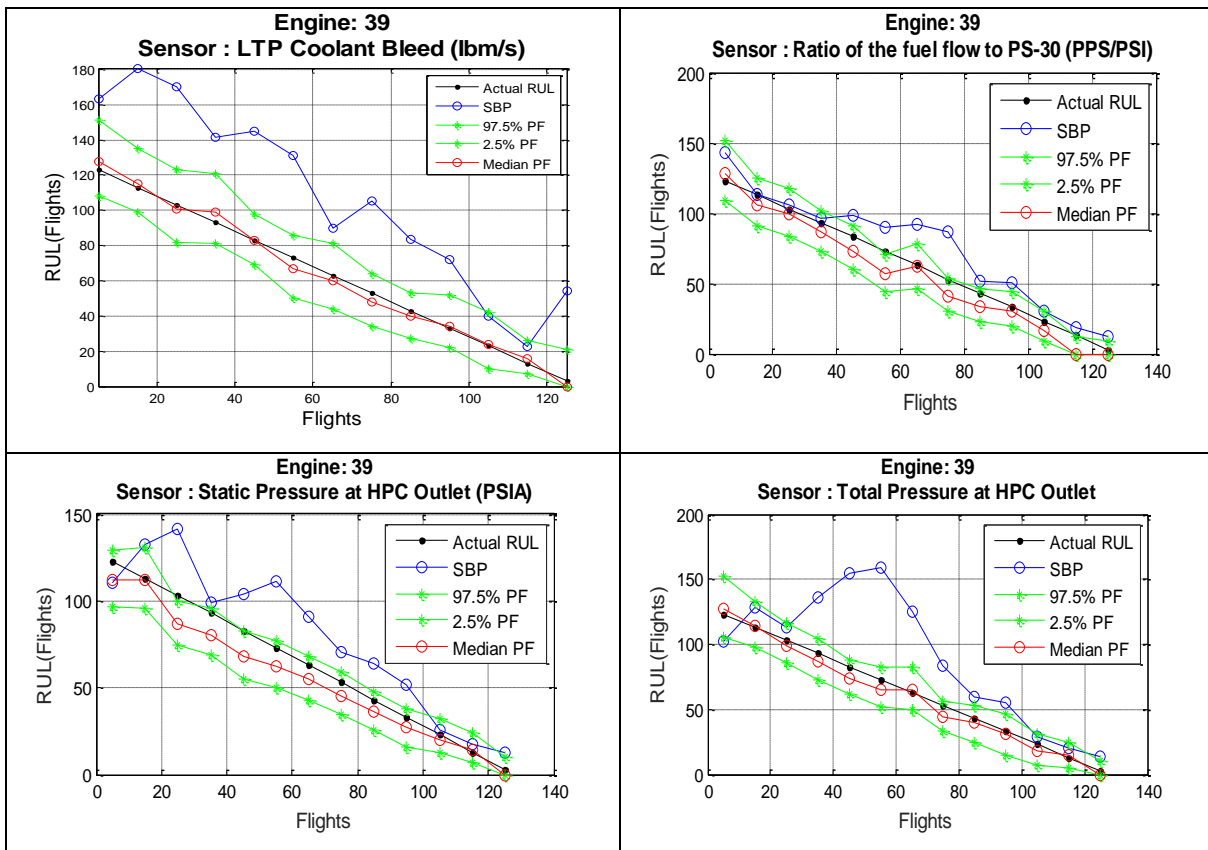 Engine: 39
Sensor : LTP Coolant Bleed (lbm/s)
RUL(Flights)
180
160
140
120
100
80
60
40
20
0
20
40
60
80
100
120
Flights
Actual RUL
SBP
97.5% PF
2.5% PF
Median PF
Engine: 39
Sensor : Ratio of the fuel flow to PS-30 (PPS/PSI)
RUL(Flights)
200
150
100
50
0
0
20
40
60
80
100
120
140
Flights
Actual RUL
SBP
97.5% PF
2.5% PF
Median PF
Engine: 39
Sensor : Static Pressure at HPC Outlet (PSIA)
RUL(Flights)
150
100
50
0
0
20
40
60
80
100
120
140
Flights
Actual RUL
SBP
97.5% PF
2.5% PF
Median PF
Engine: 39
Sensor : Total Pressure at HPC Outlet
RUL(Flights)
200
150
100
50
0
0
20
40
60
80
100
120
140
Flights
Actual RUL
SBP
97.5% PF
2.5% PF
Median PF